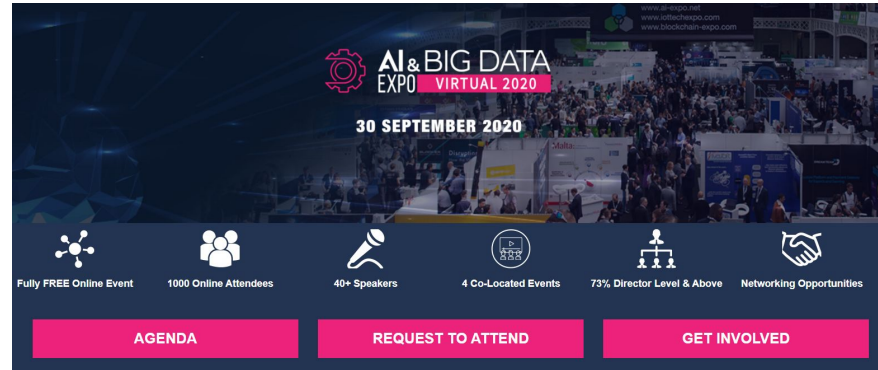 www.ai-expo.net
www.iottechexpo.com
www.blockchain-expo.com
AI & BIG DATA
EXPO VIRTUAL 2020
30 SEPTEMBER 2020
Malta:
Fully FREE Online Event
1000 Online Attendees
40+ Speakers
4 Co-Located Events
73% Director Level & Above
Networking Opportunities
AGENDA
REQUEST TO ATTEND
GET INVOLVED